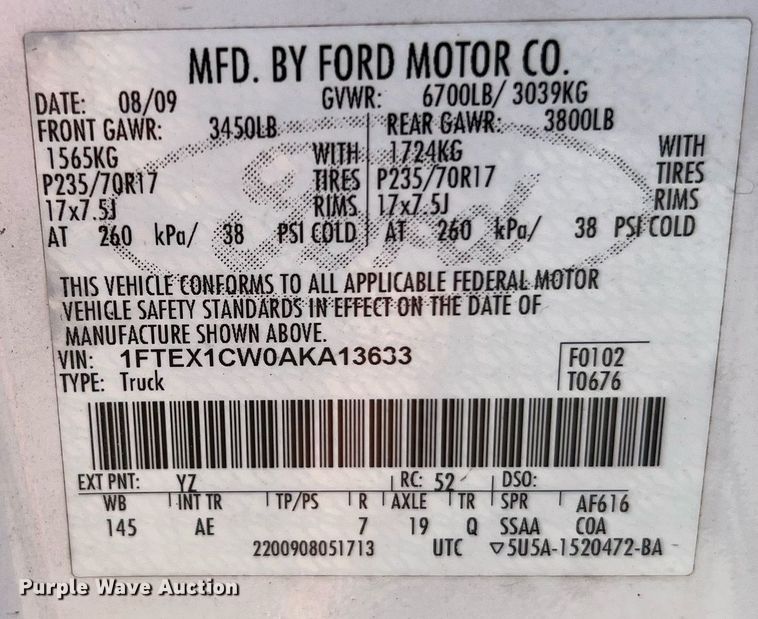 MFD. BY FORD MOTOR CO.
DATE: 08/09 GVWR: 6700LB/ 3039KG
FRONT GAWR: 3450LB REAR GAWR: 3800LB
1565KG WITH 1724KG WITH
P235/70R17 TIRES P235/70R17 TIRES
17x7.5J RIMS 17x7.5J RIMS
AT 260 kPa/ 38 PSI COLD AT 260 kPa/ 38 PSI COLD
THIS VEHICLE CONFORMS TO ALL APPLICABLE FEDERAL MOTOR
VEHICLE SAFETY STANDARDS IN EFFECT ON THE DATE OF
MANUFACTURE SHOWN ABOVE.
VIN: 1FTEX1CW0AKA13633 F0102
TYPE: Truck T0676
EXT PNT: YZ RC: 52 DSO:
WB INT TR TP/PS R AXLE TR SPR AF616
145 AE 7 19 Q SSAA COA
2200908051713 UTC ▽5U5A-1520472-BA
Ford
Purple Wave Auction